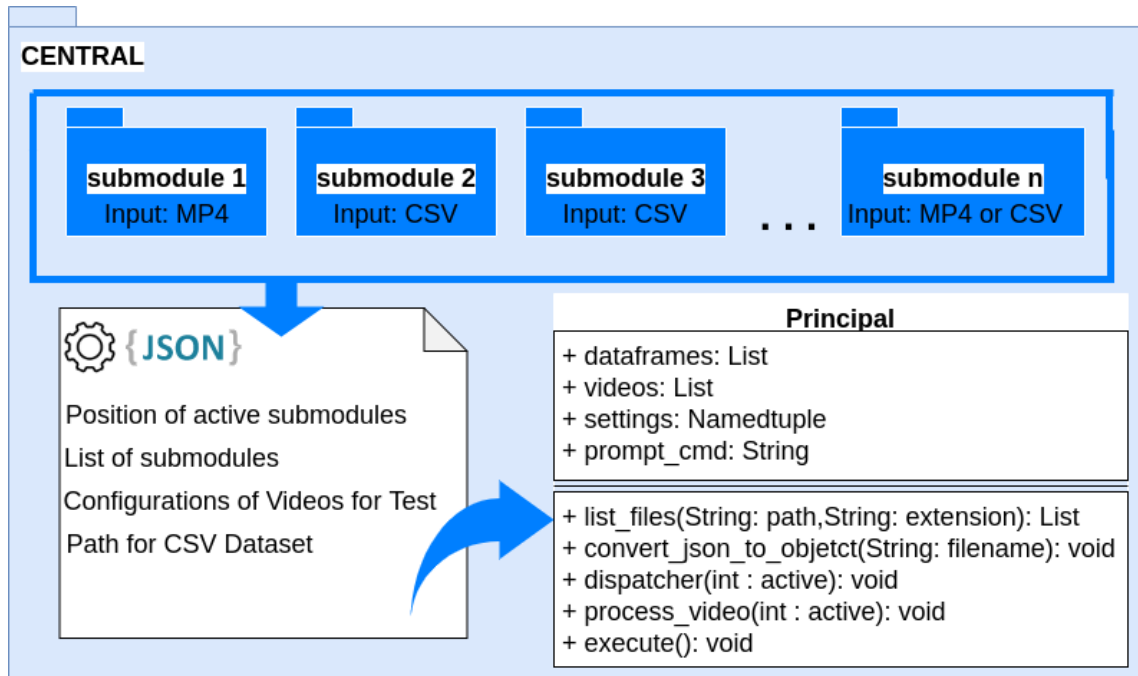 CENTRAL
submodule 1
Input: MP4
submodule 2
Input: CSV
submodule 3
Input: CSV
. . .
submodule n
Input: MP4 or CSV
{JSON}
Position of active submodules
List of submodules
Configurations of Videos for Test
Path for CSV Dataset
Principal
+ dataframes: List
+ videos: List
+ settings: Namedtuple
+ prompt_cmd: String
+ list_files(String: path,String: extension): List
+ convert_json_to_objetct(String: filename): void
+ dispatcher(int : active): void
+ process_video(int : active): void
+ execute(): void